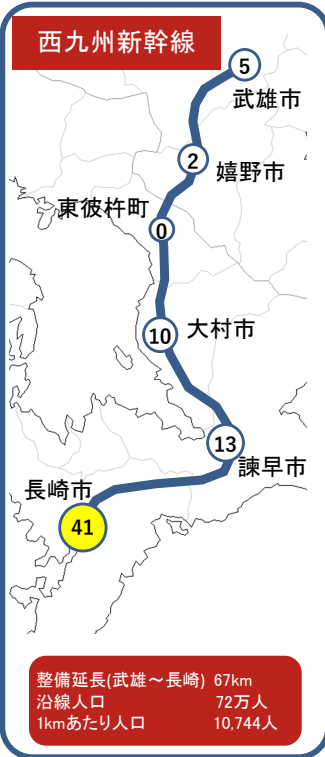 西九州新幹線
5
武雄市
2
嬉野市
東彼杵町
0
10
大村市
13
諫早市
長崎市
41
整備延長(武雄～長崎) 67km
沿線人口 72万人
1kmあたり人口 10,744人